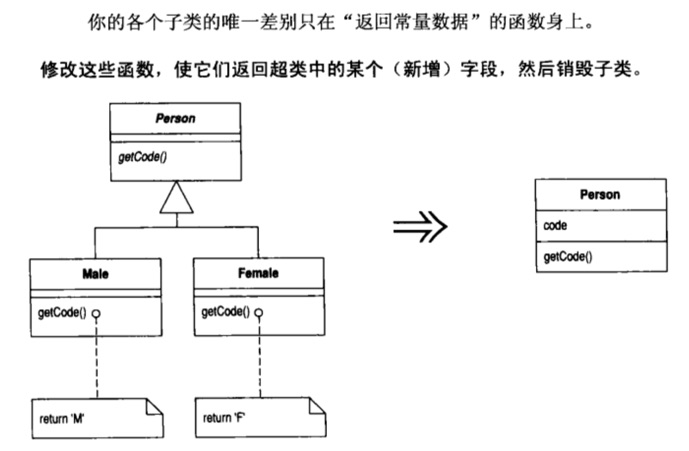 你的各个子类的唯一差别只在“返回常量数据”的函数身上。
修改这些函数，使它们返回超类中的某个（新增）字段，然后销毁子类。
Person
getCode()
Male
getCode()
return 'M'
Female
getCode()
return 'F'
Person
code
getCode()